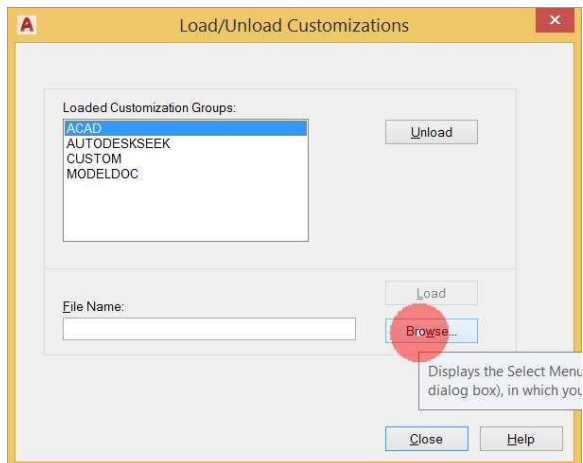 A
Load/Unload Customizations
Loaded Customization Groups:
ACAD
AUTODESKSEEK
CUSTOM
MODELDOC
Unload
Load
File Name:
Browse...
Displays the Select Menu
dialog box), in which you
Close
Help